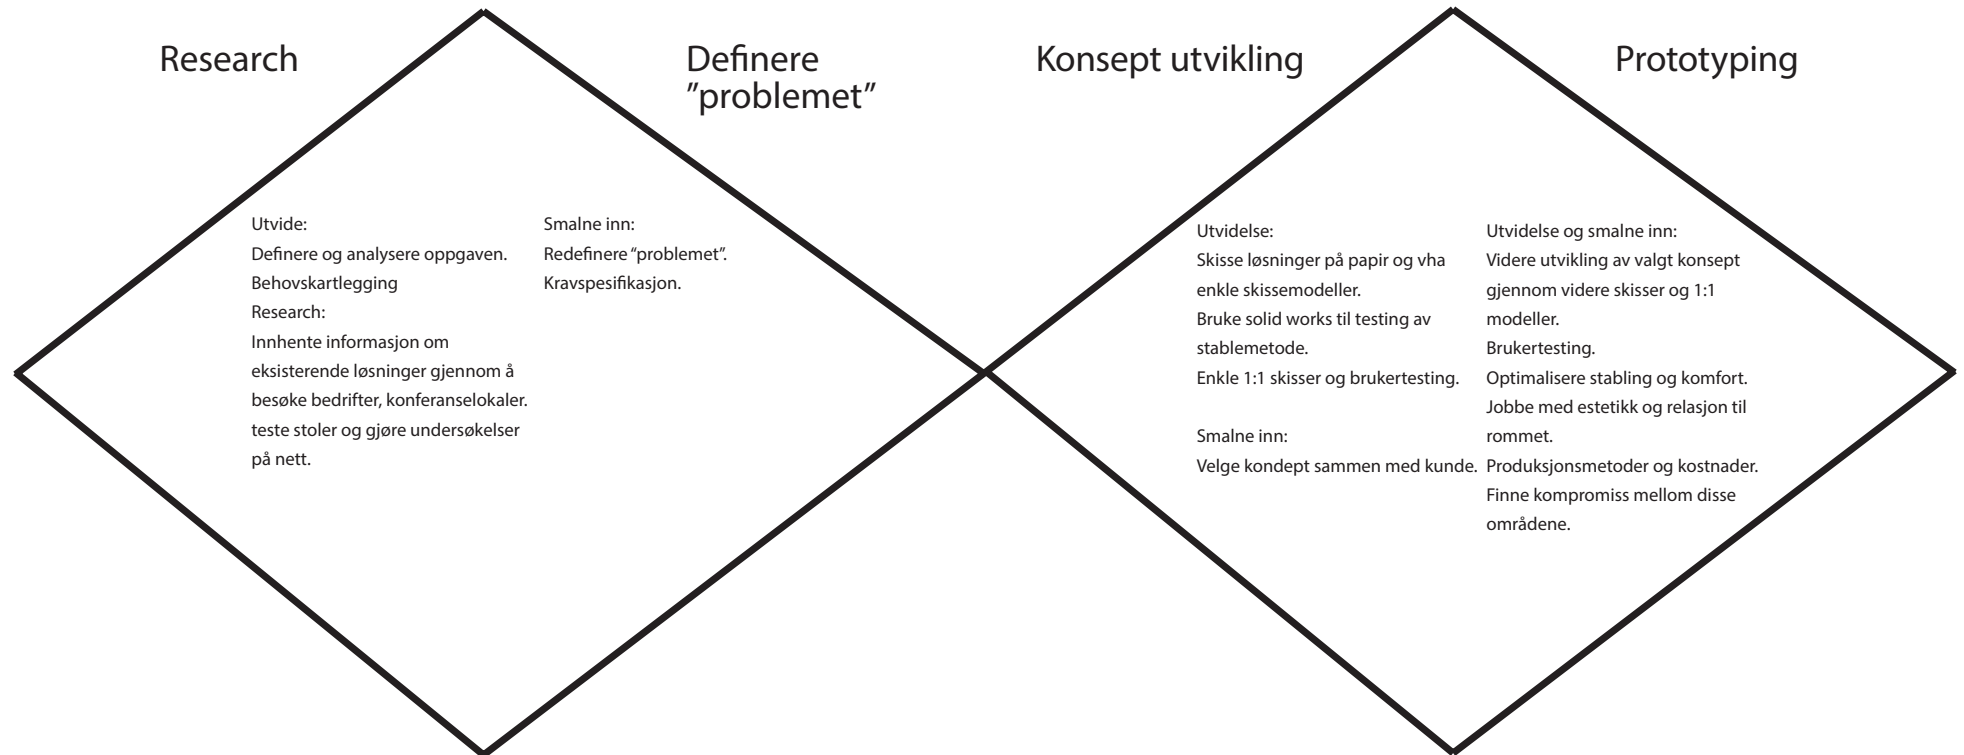 Research
Definere
”problemet”
Konsept utvikling
Prototyping
Utvide:
Definere og analysere oppgaven.
Behovskartlegging
Research:
Innhente informasjon om
eksisterende løsninger gjennom å
besøke bedrifter, konferanselokaler.
teste stoler og gjøre undersøkelser
på nett.
Smalne inn:
Redefinere “problemet”.
Kravspesifikasjon.
Utvidelse:
Skisse løsninger på papir og vha
enkle skissemodeller.
Bruke solid works til testing av
stablemetode.
Enkle 1:1 skisser og brukertesting.
Smalne inn:
Velge kondept sammen med kunde.
Utvidelse og smalne inn:
Videre utvikling av valgt konsept
gjennom videre skisser og 1:1
modeller.
Brukertesting.
Optimalisere stabling og komfort.
Jobbe med estetikk og relasjon til
rommet.
Produksjonsmetoder og kostnader.
Finne kompromiss mellom disse
områdene.